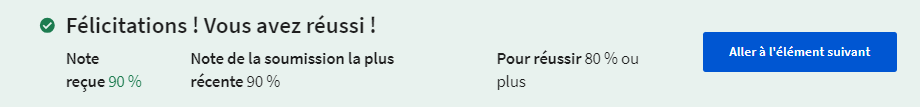 Félicitations ! Vous avez réussi !
Note
reçue 90 %
Note de la soumission la plus
récente 90 %
Pour réussir 80 % ou
plus
Aller à l'élément suivant